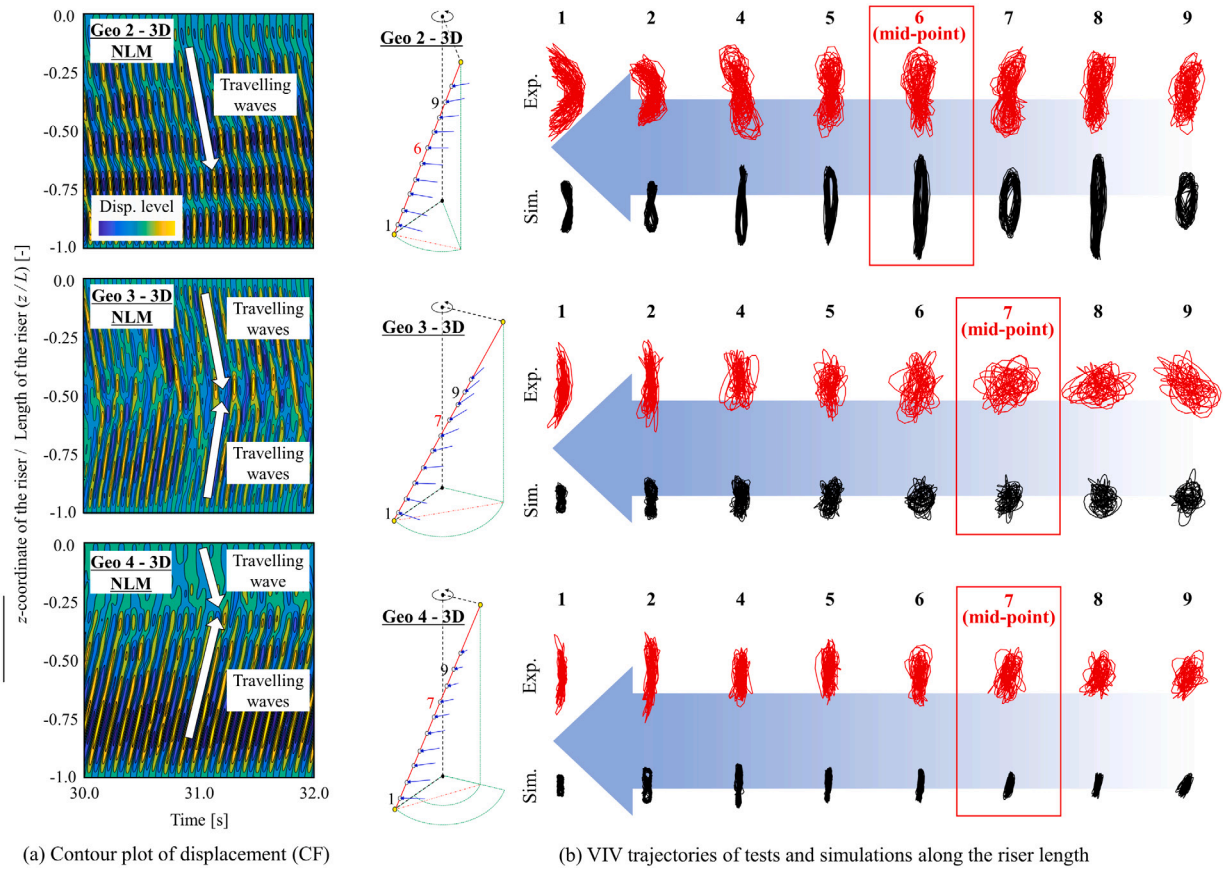 z-coordinate of the riser / Length of the riser (z / L) [-]
0.0
-0.25
-0.50
-0.75
-1.0
Geo 2 - 3D
NLM
Travelling
waves
Disp. level
0.0
-0.25
-0.50
-0.75
-1.0
Geo 3 - 3D
NLM
Travelling
waves
Travelling
waves
0.0
-0.25
-0.50
-0.75
-1.0
Geo 4 - 3D
NLM
Travelling
wave
Travelling
waves
30.0 31.0 32.0
Time [s]
(a) Contour plot of displacement (CF)
Geo 2 - 3D
9
6
1
1 2 4 5 6 7 8 9
(mid-point)
Exp.
Sim.
Geo 3 - 3D
9
7
1
1 2 4 5 6 7 8 9
(mid-point)
Exp.
Sim.
Geo 4 - 3D
9
7
1
1 2 4 5 6 7 8 9
(mid-point)
Exp.
Sim.
(b) VIV trajectories of tests and simulations along the riser length